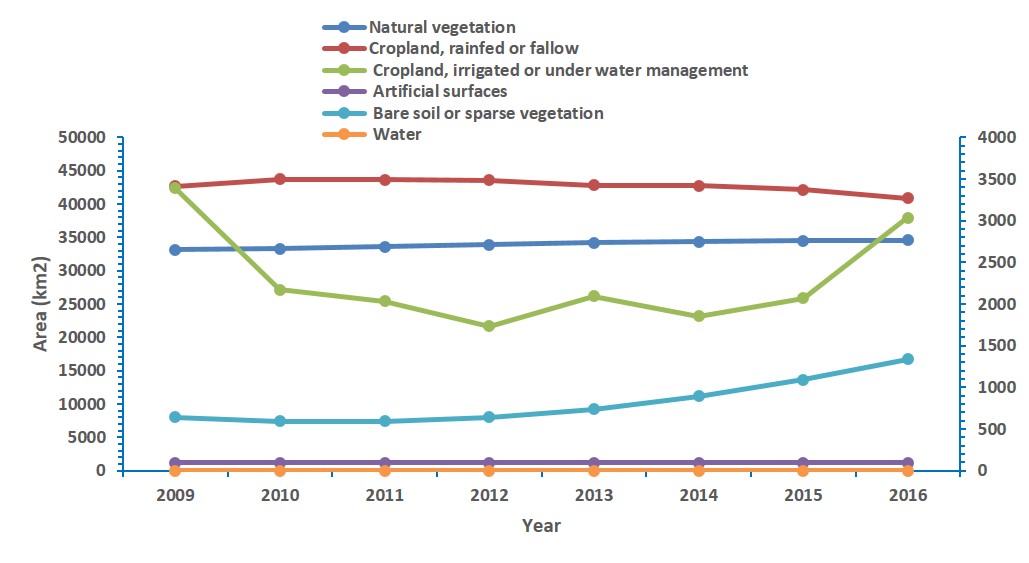 Natural vegetation
Cropland, rainfed or fallow
Cropland, irrigated or under water management
Artificial surfaces
Bare soil or sparse vegetation
Water
50000
45000
40000
35000
30000
25000
20000
15000
10000
5000
0
Area (km2)
4000
3500
3000
2500
2000
1500
1000
500
0
2009 2010 2011 2012 2013 2014 2015 2016
Year